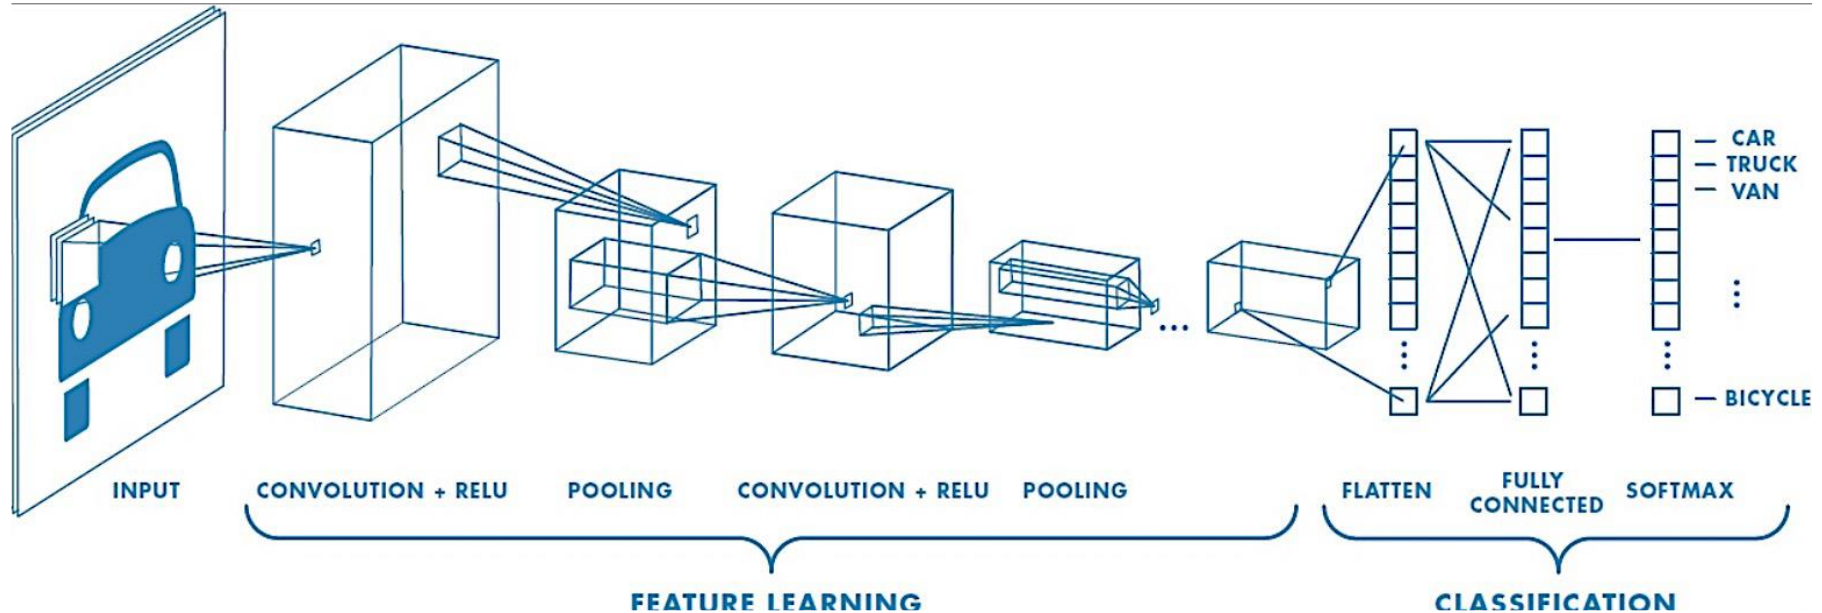 CAR
TRUCK
VAN
BICYCLE
INPUT
CONVOLUTION + RELU
POOLING
CONVOLUTION + RELU
POOLING
FLATTEN
FULLY
CONNECTED
SOFTMAX
FEATURE LEARNING
CLASSIFICATION